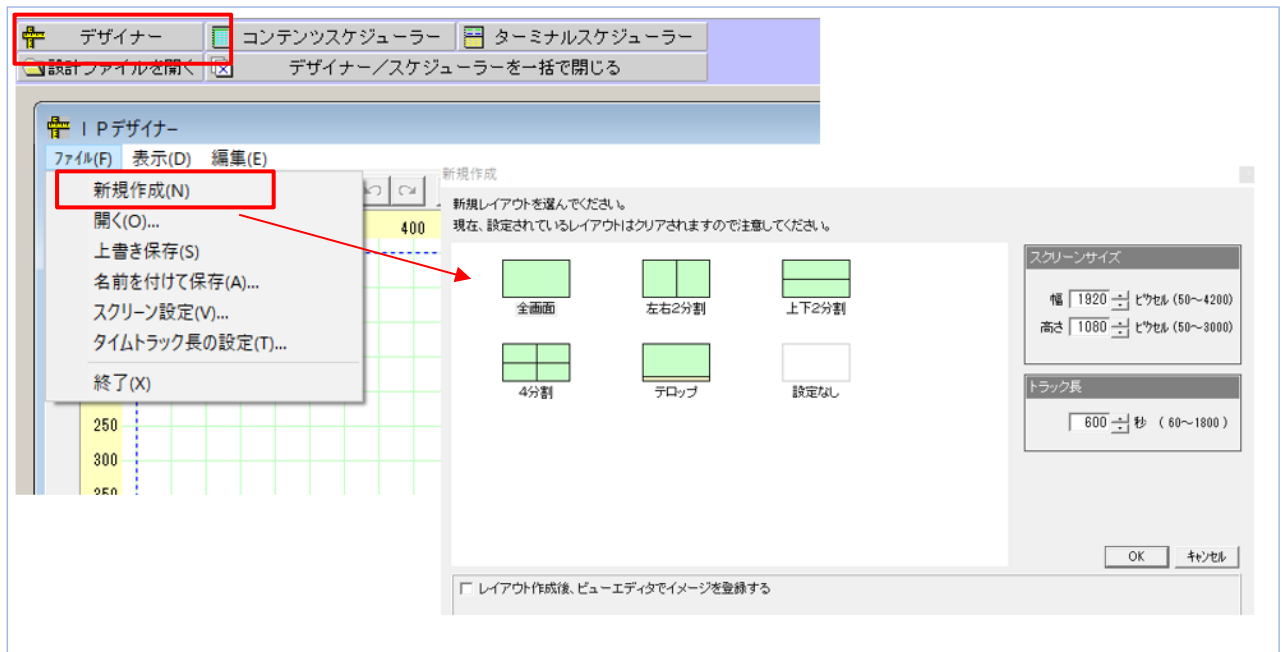 デザイナー コンテンツスケジューラー ターミナルスケジューラー
設計ファイルを開く デザイナー／スケジューラーを一括で閉じる
ＩＰデザイナー
ファイル(F) 表示(D) 編集(E)
新規作成(N)
開く(O)...
上書き保存(S)
名前を付けて保存(A)...
スクリーン設定(V)...
タイムトラック長の設定(T)...
終了(X)
400
250
300
350
新規作成
新規レイアウトを選んでください。
現在、設定されているレイアウトはクリアされますので注意してください。
全画面 左右2分割 上下2分割
4分割 テロップ 設定なし
スクリーンサイズ
幅 1920 ピクセル (50～4200)
高さ 1080 ピクセル (50～3000)
トラック長
600 秒 ( 60～1800 )
OK キャンセル
レイアウト作成後、ビューエディタでイメージを登録する